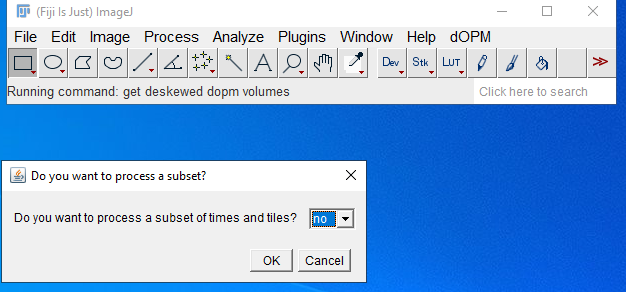 (Fiji Is Just) ImageJ
File Edit Image Process Analyze Plugins Window Help dOPM
A Dev Stk LUT >>
Running command: get deskewed dopm volumes Click here to search
Do you want to process a subset?
Do you want to process a subset of times and tiles? no
OK Cancel